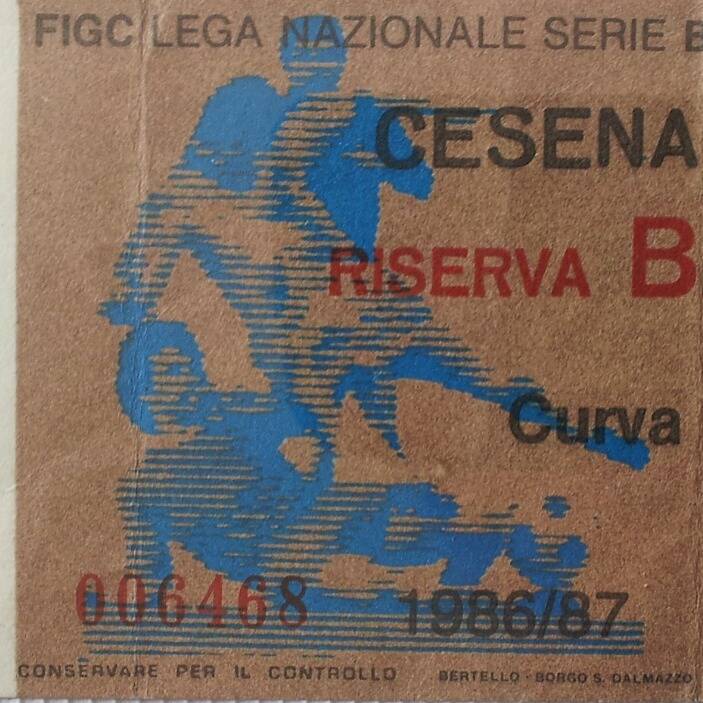 FIGC/LEGA NAZIONALE SERIE B
CESENA
RISERVA B
Curva
006468 1986/87
CONSERVARE PER IL CONTROLLO BERTELLO - BORGO S. DALMAZZO